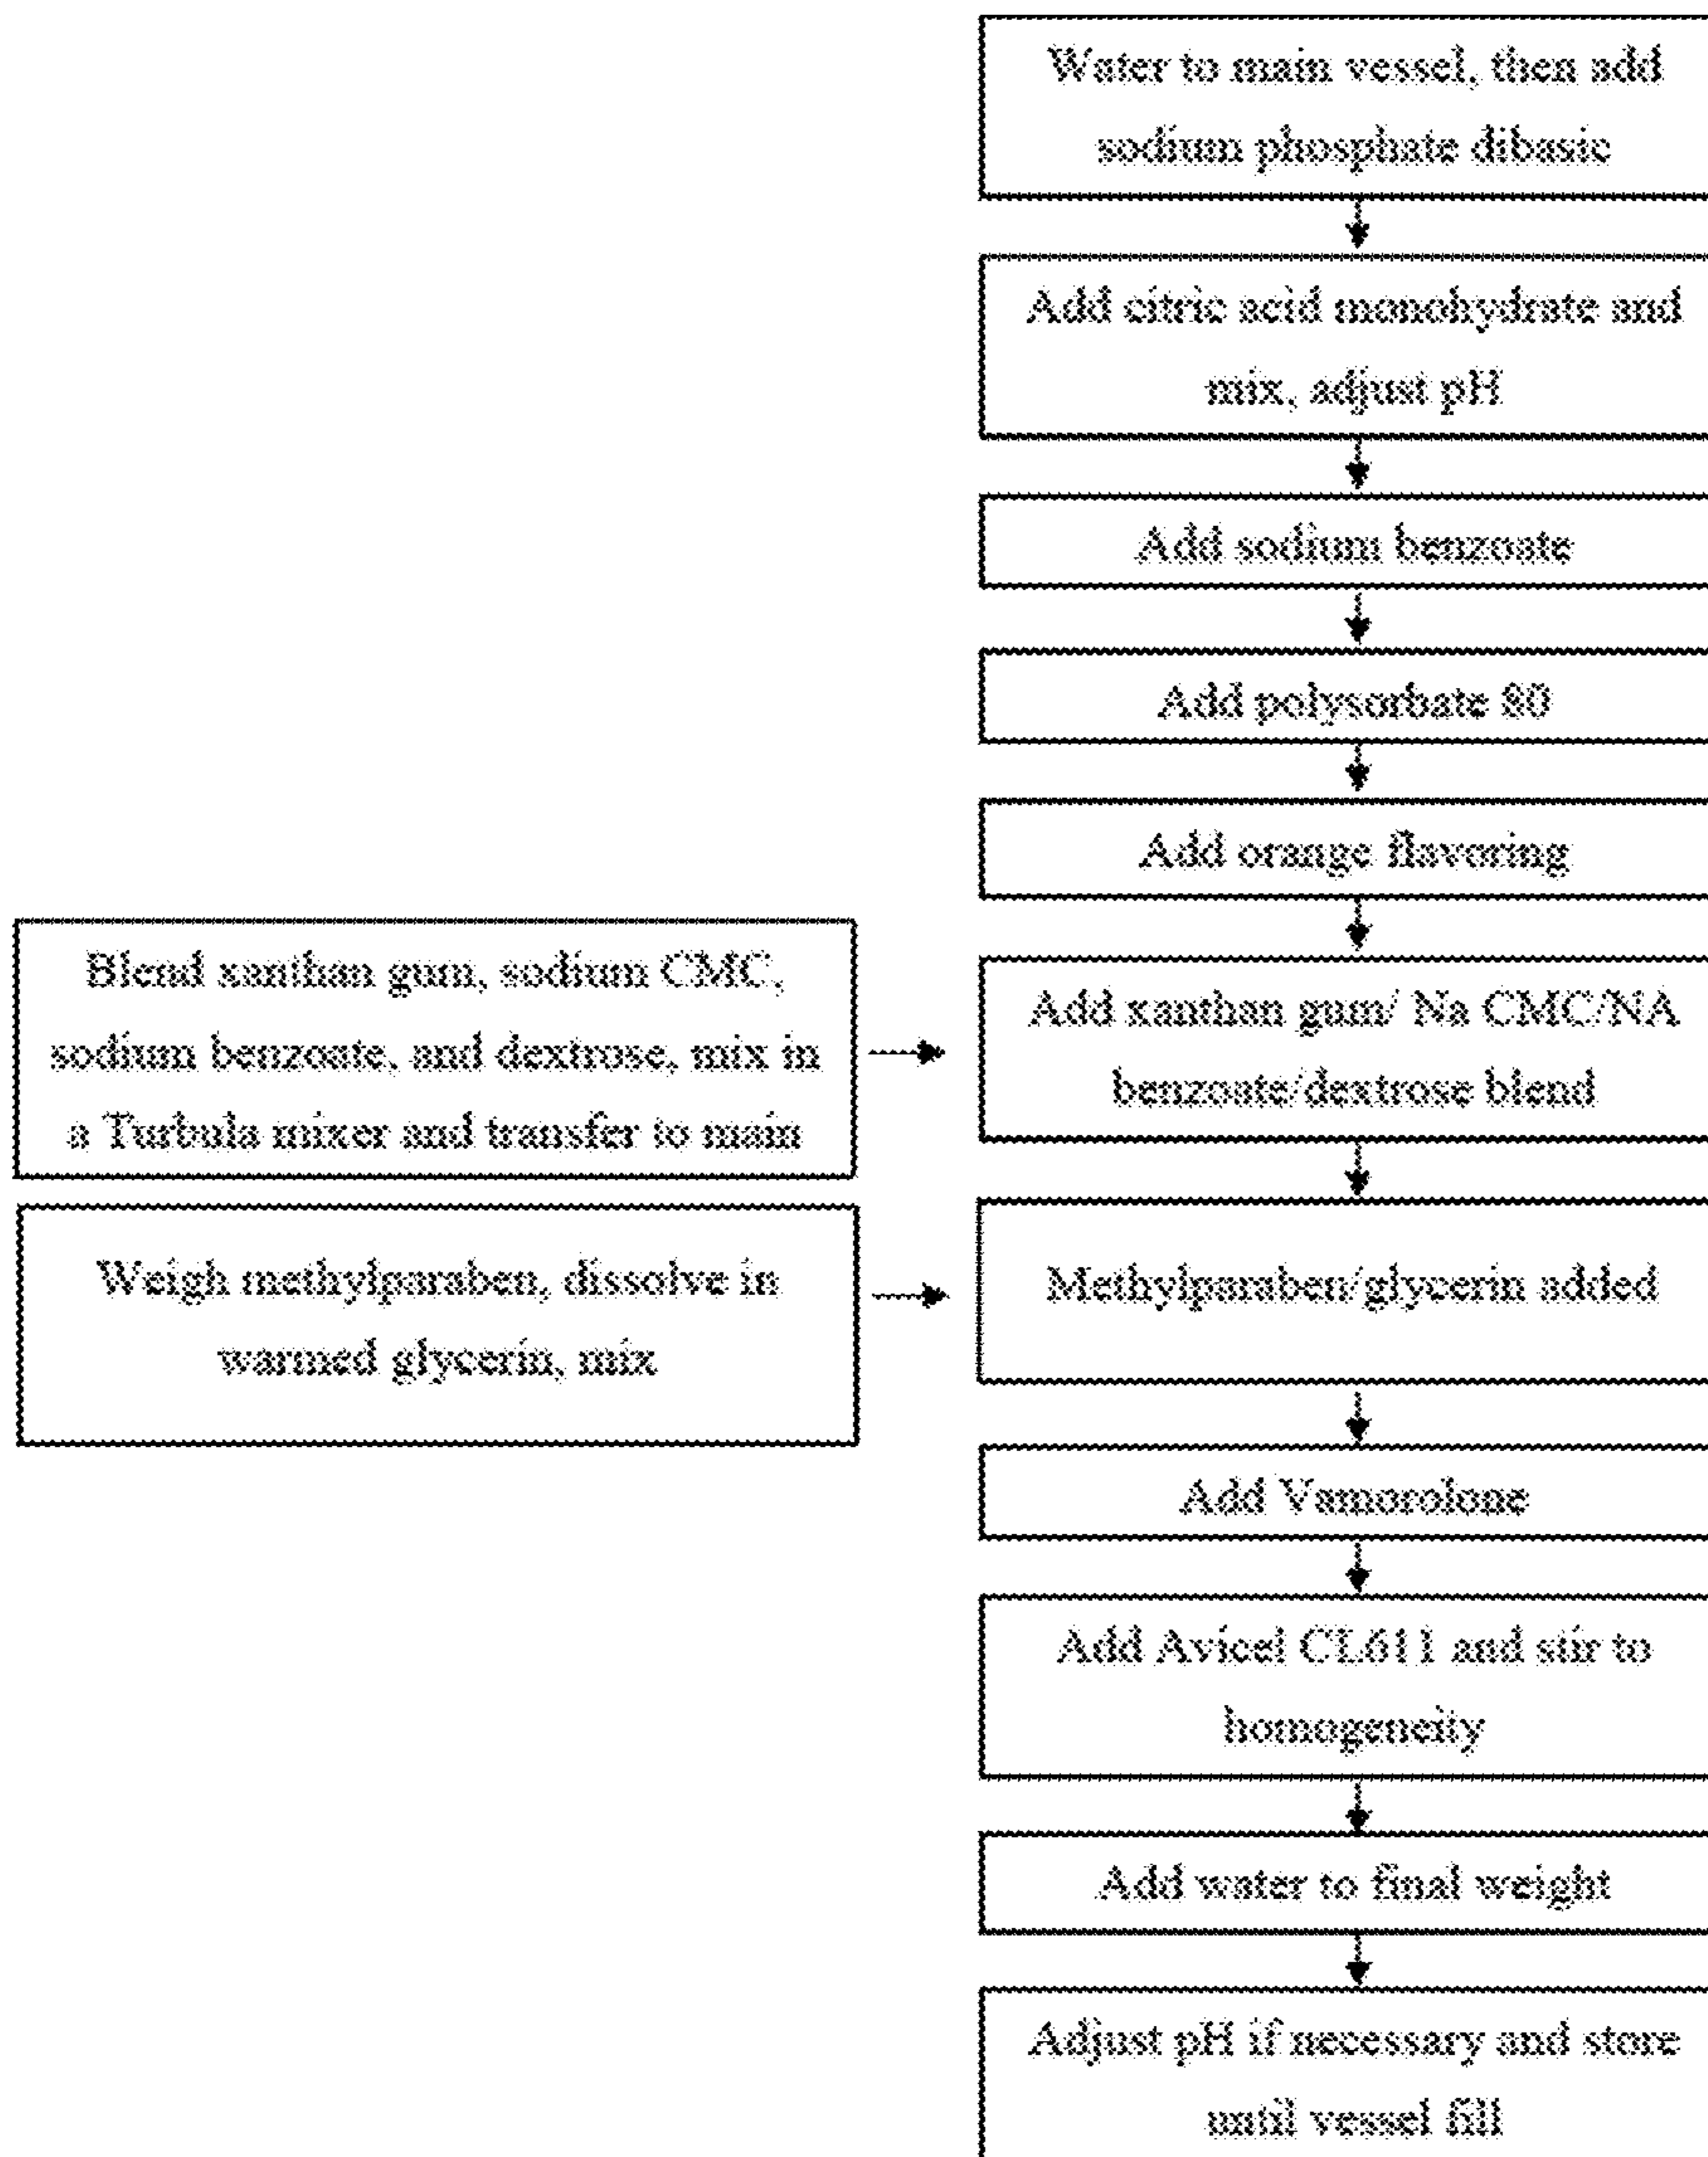 Water to main vessel, then add
sodium phosphate dibasic
Add citric acid monohydrate and
mix, adjust pH
Add sodium benzoate
Add polysorbate 80
Add orange flavoring
Blend xanthan gum, sodium CMC,
sodium benzoate, and dextrose, mix in
a Turbula mixer and transfer to main
Add xanthan gum/ Na CMC/NA
benzoate/dextrose blend
Weigh methylparaben, dissolve in
warmed glycerin, mix
Methylparaben/glycerin added
Add Vamorolone
Add Avicel CL611 and stir to
homogeneity
Add water to final weight
Adjust pH if necessary and store
until vessel fill